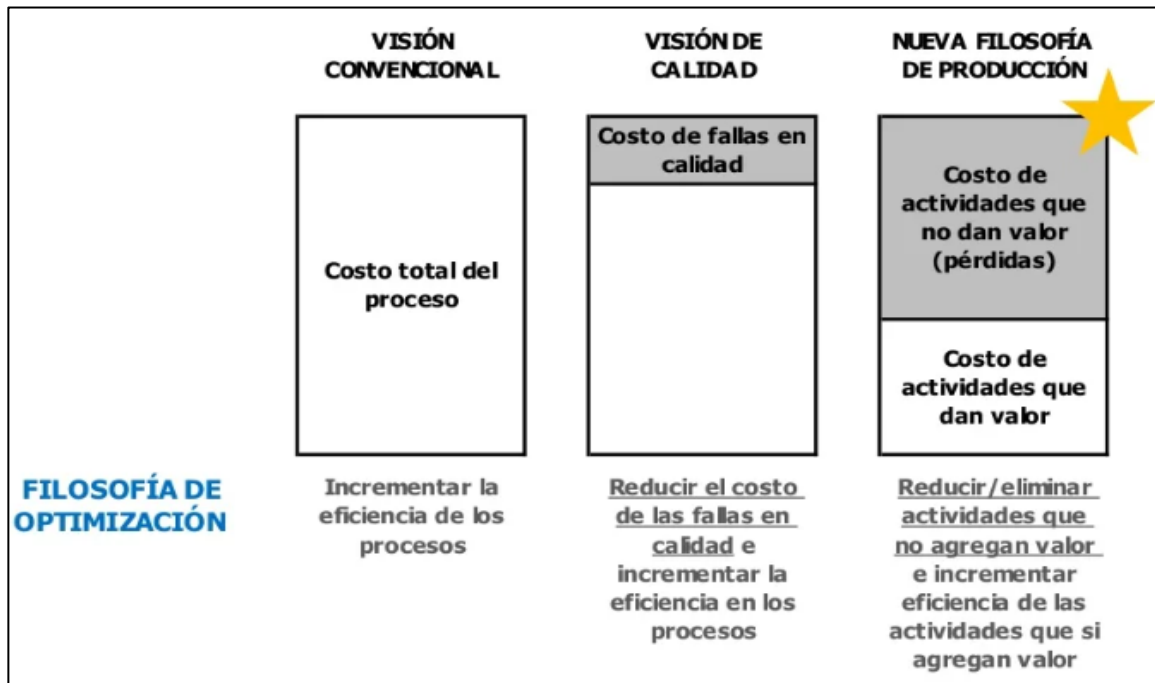 VISIÓN
CONVENCIONAL
VISIÓN DE
CALIDAD
NUEVA FILOSOFÍA
DE PRODUCCIÓN
Costo total del
proceso
Costo de fallas en
calidad
Costo de
actividades que
no dan valor
(pérdidas)
Costo de
actividades que
dan valor
FILOSOFÍA DE
OPTIMIZACIÓN
Incrementar la
eficiencia de los
procesos
Reducir el costo
de las fallas en
calidad e
incrementar la
eficiencia en los
procesos
Reducir/eliminar
actividades que
no agregan valor
e incrementar
eficiencia de las
actividades que si
agregan valor